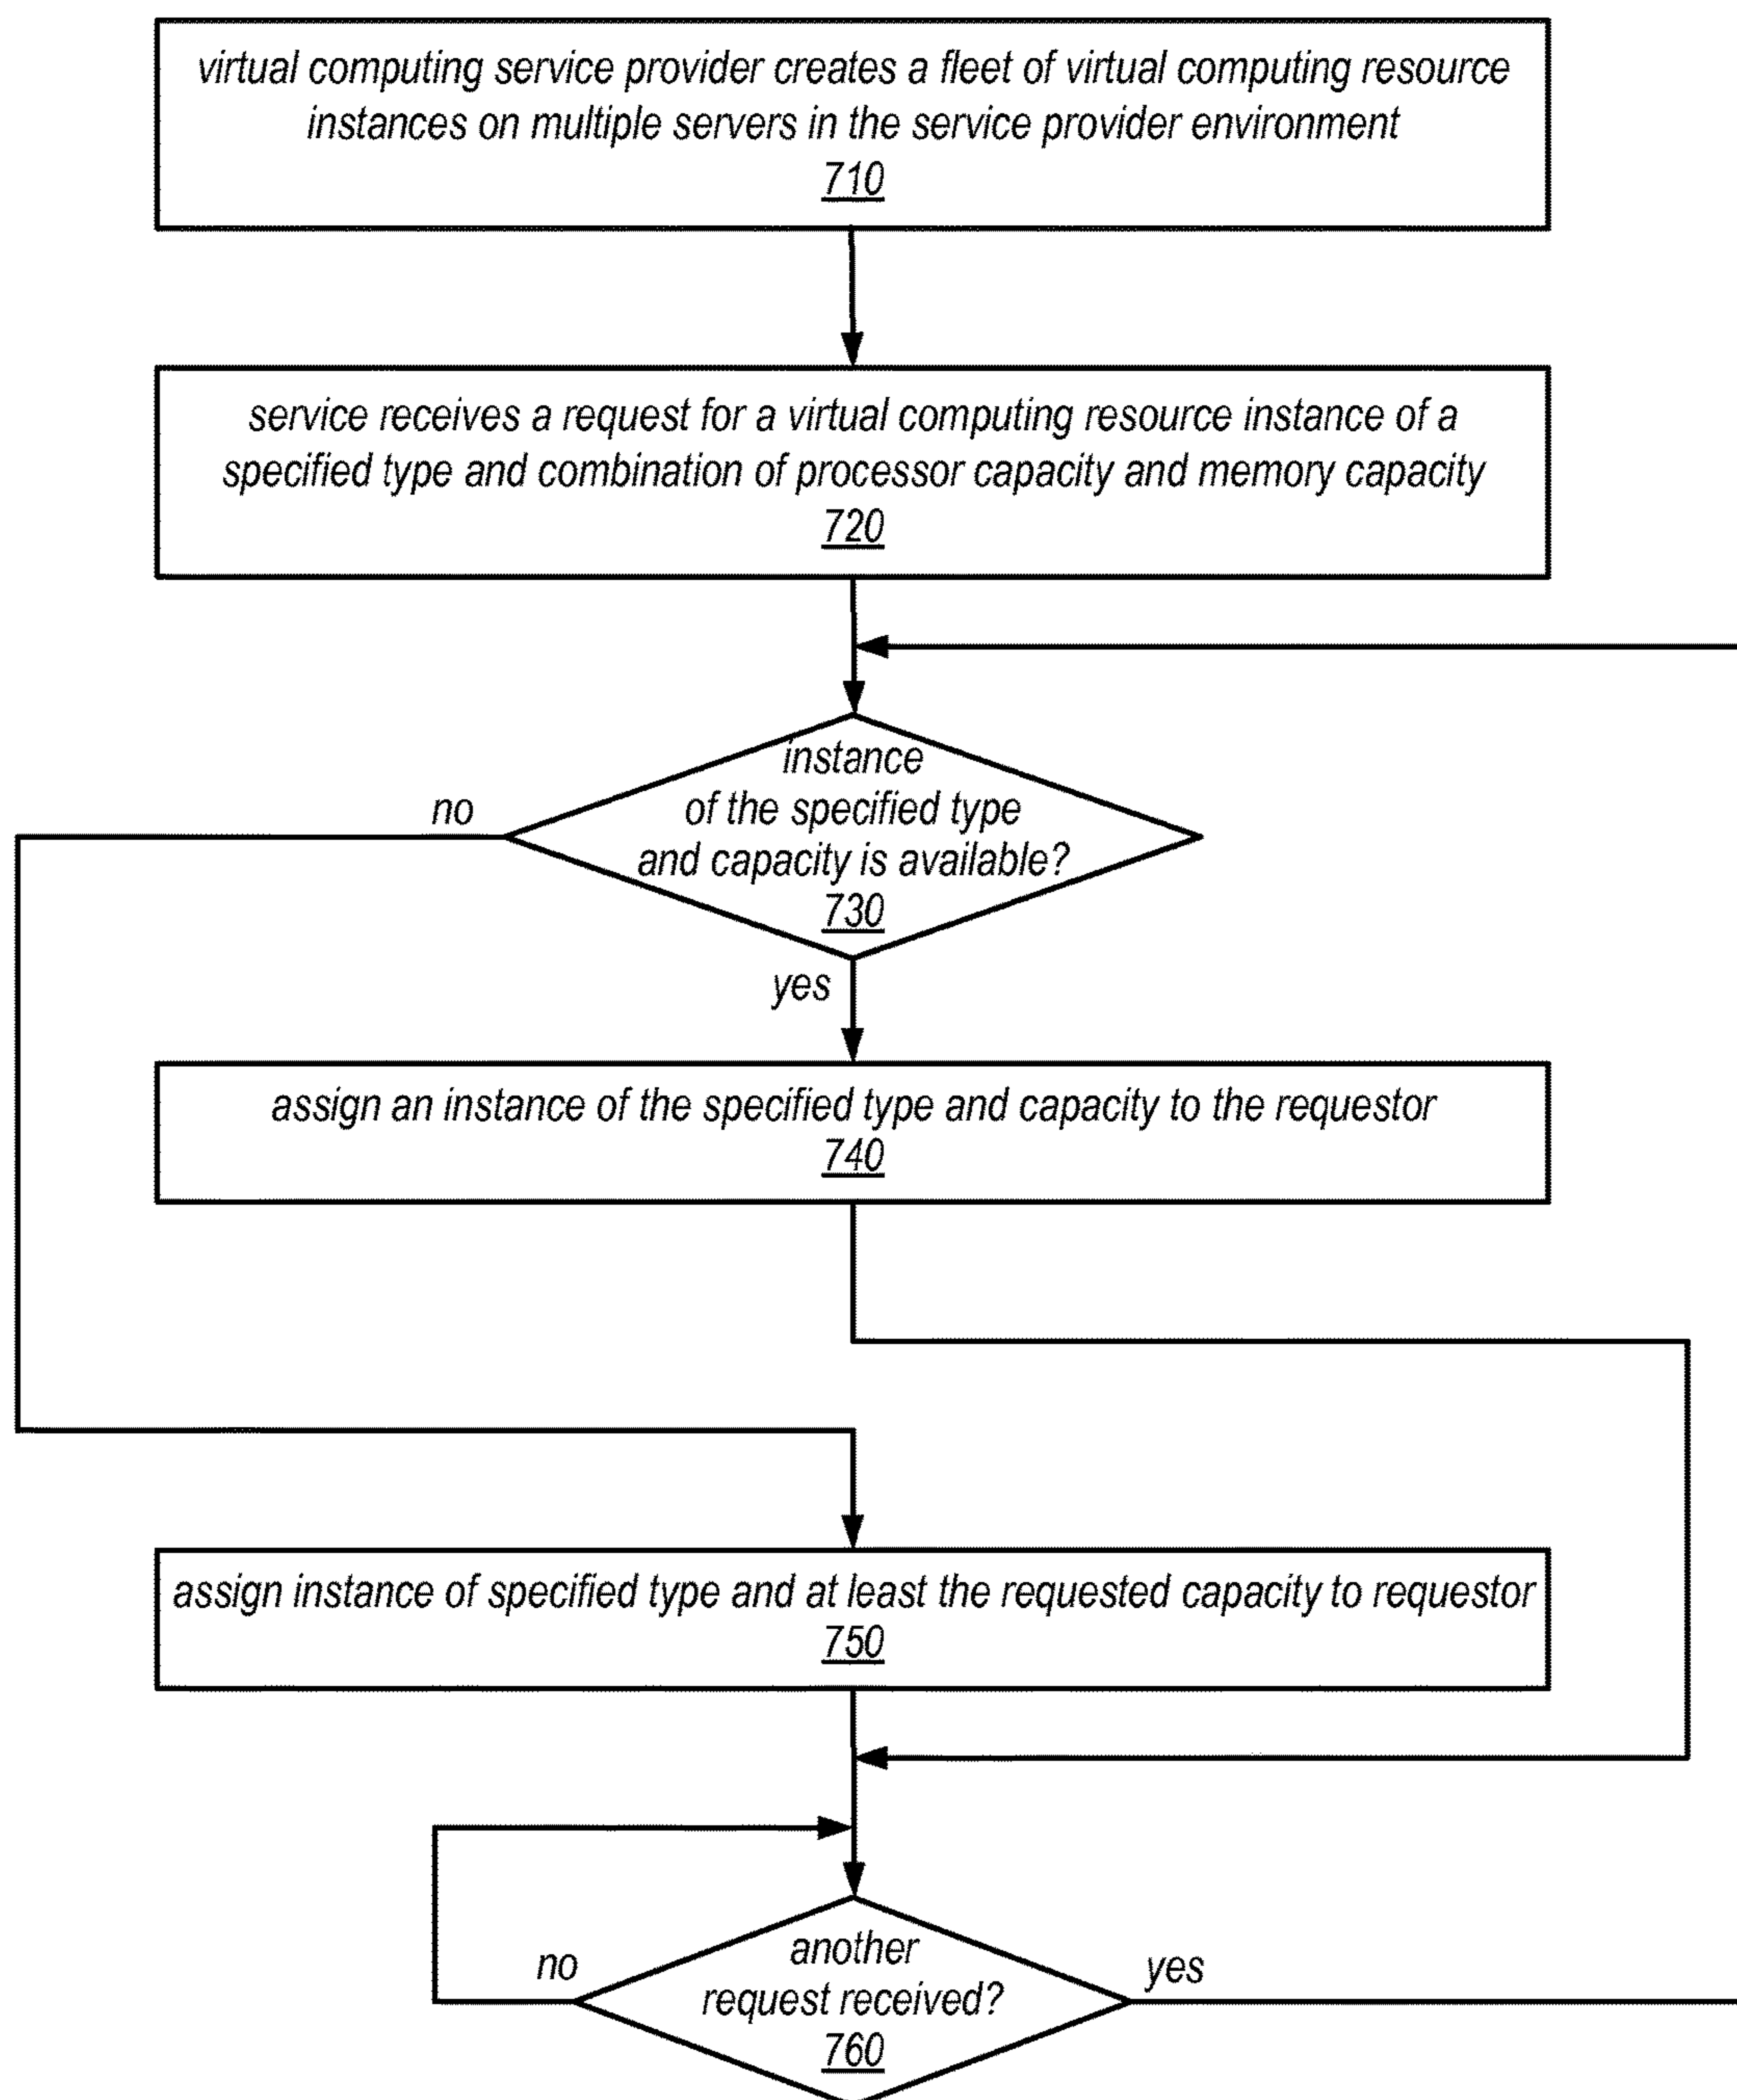 virtual computing service provider creates a fleet of virtual computing resource
instances on multiple servers in the service provider environment
710
service receives a request for a virtual computing resource instance of a
specified type and combination of processor capacity and memory capacity
720
instance
of the specified type
and capacity is available?
730
no
yes
assign an instance of the specified type and capacity to the requestor
740
assign instance of specified type and at least the requested capacity to requestor
750
another
request received?
760
no
yes